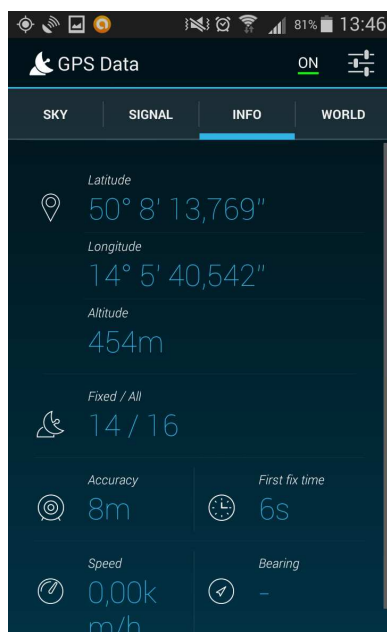 81% 13:46
GPS Data ON
SKY SIGNAL INFO WORLD
Latitude
50° 8' 13,769"
Longitude
14° 5' 40,542"
Altitude
454m
Fixed / All
14 / 16
Accuracy First fix time
8m 6s
Speed Bearing
0,00k -
m/h